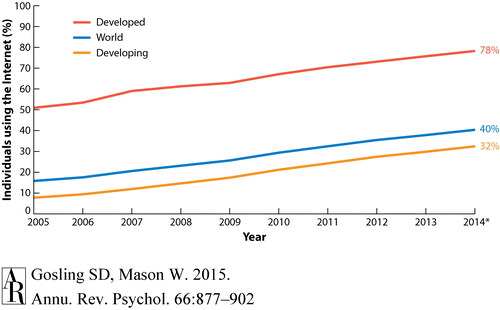 100
90
80
70
60
50
40
30
20
10
0
Individuals using the Internet (%)
Developed
World
Developing
78%
40%
32%
2005 2006 2007 2008 2009 2010 2011 2012 2013 2014*
Year
AR
Gosling SD, Mason W. 2015.
Annu. Rev. Psychol. 66:877–902